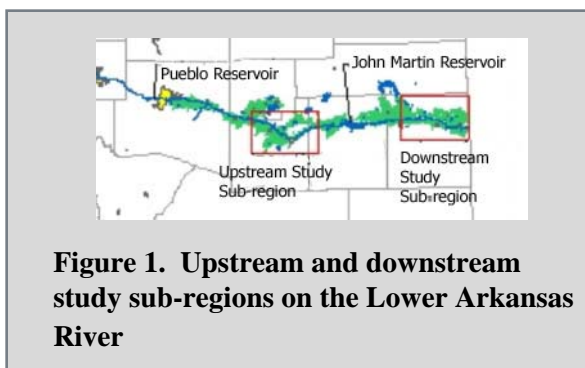 Pueblo Reservoir
John Martin Reservoir
Upstream Study
Sub-region
Downstream
Study
Sub-region
Figure 1. Upstream and downstream
study sub-regions on the Lower Arkansas
River